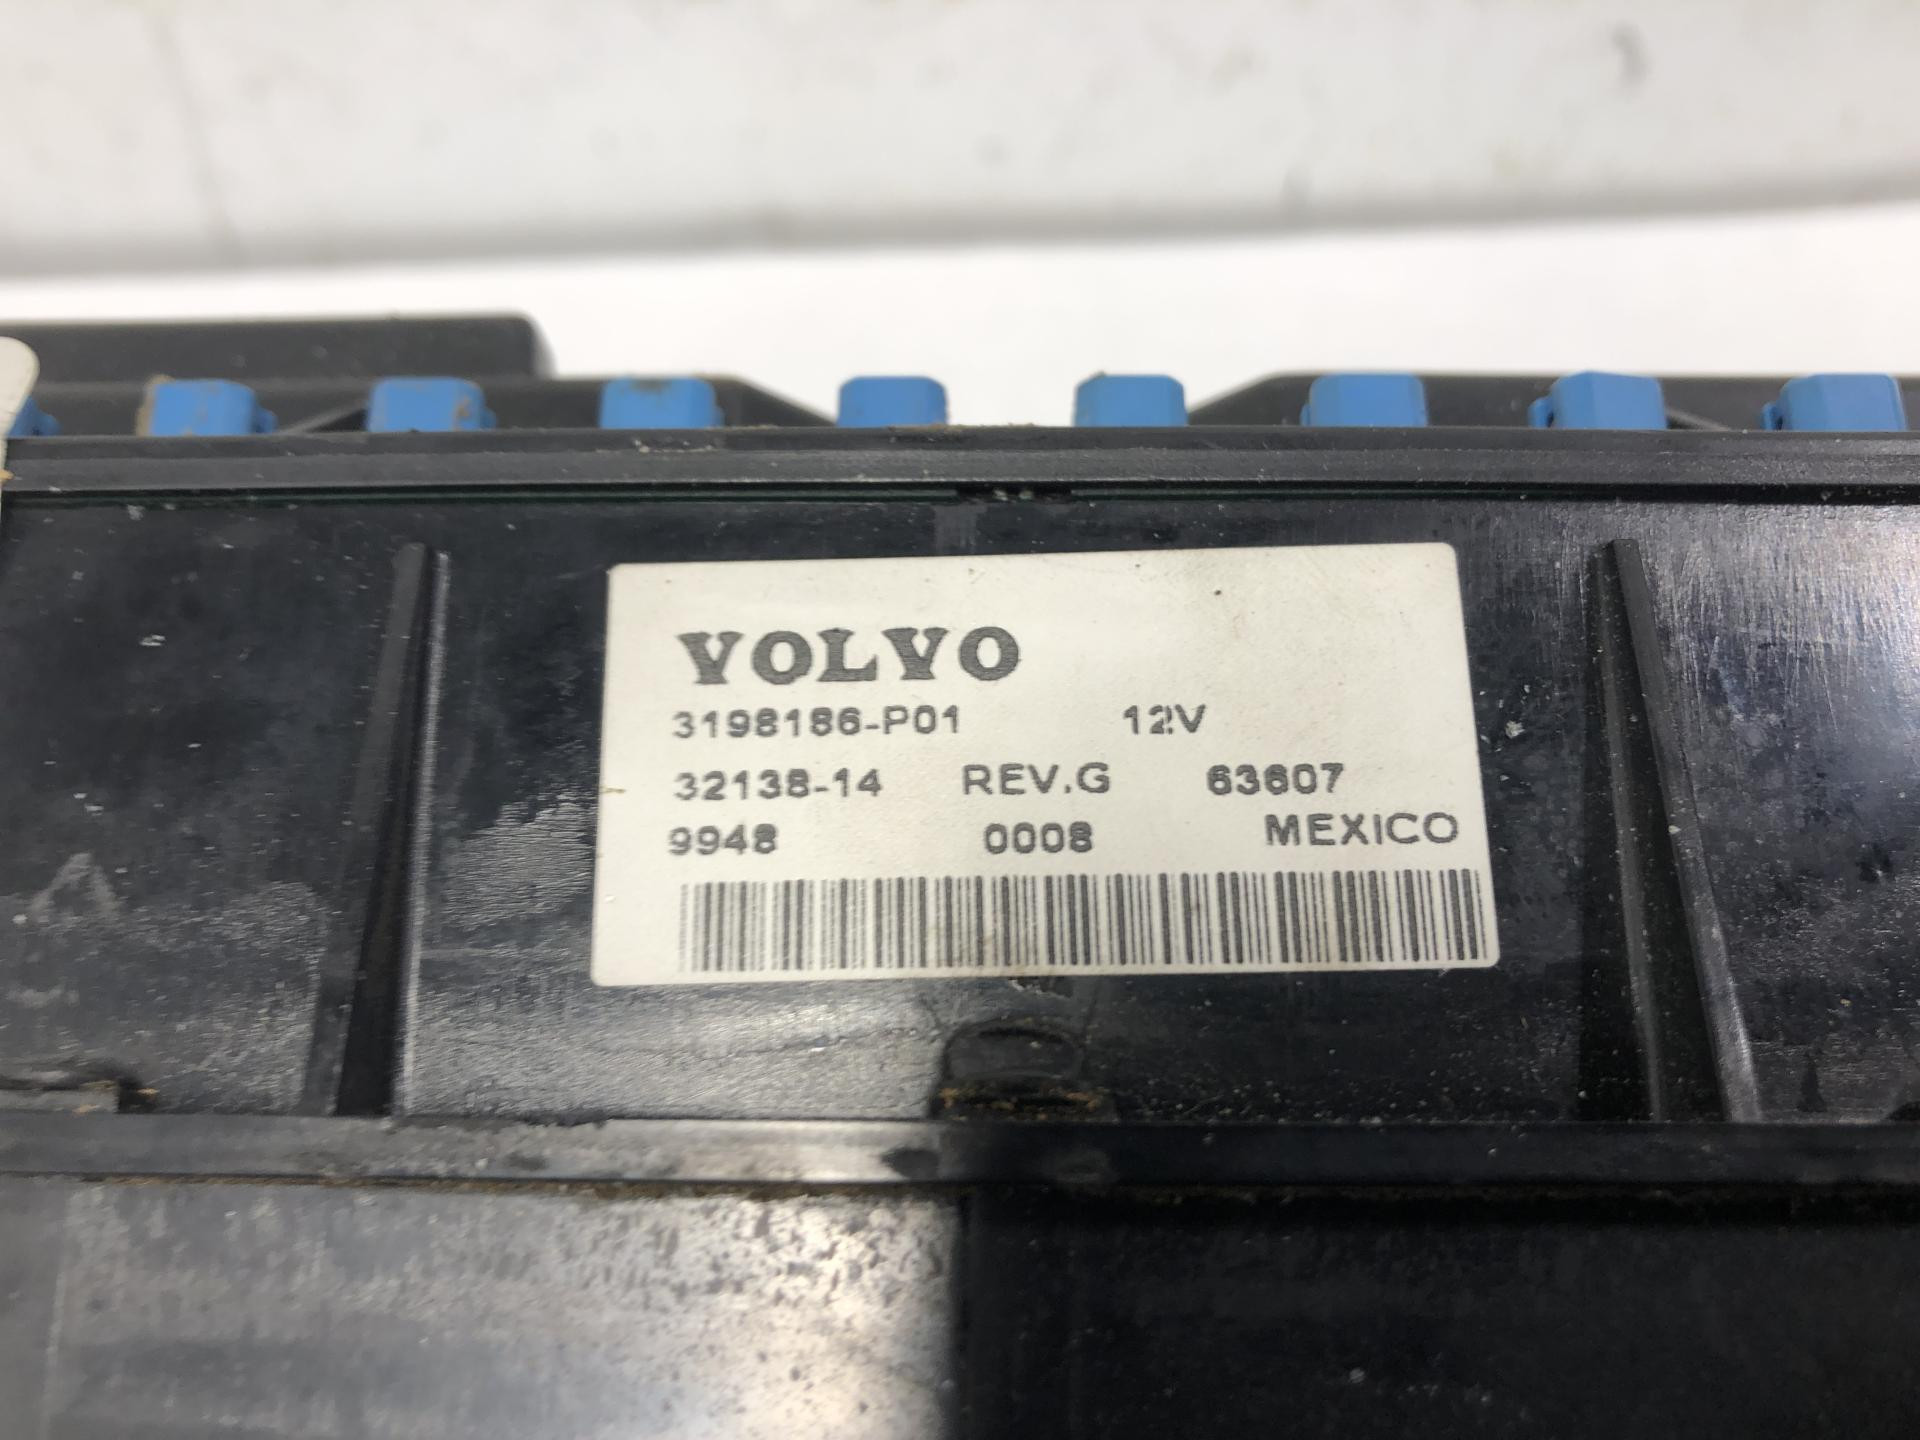 VOLVO
3198186-P01 12V
32138-14 REV.G 63607
9948 0008 MEXICO